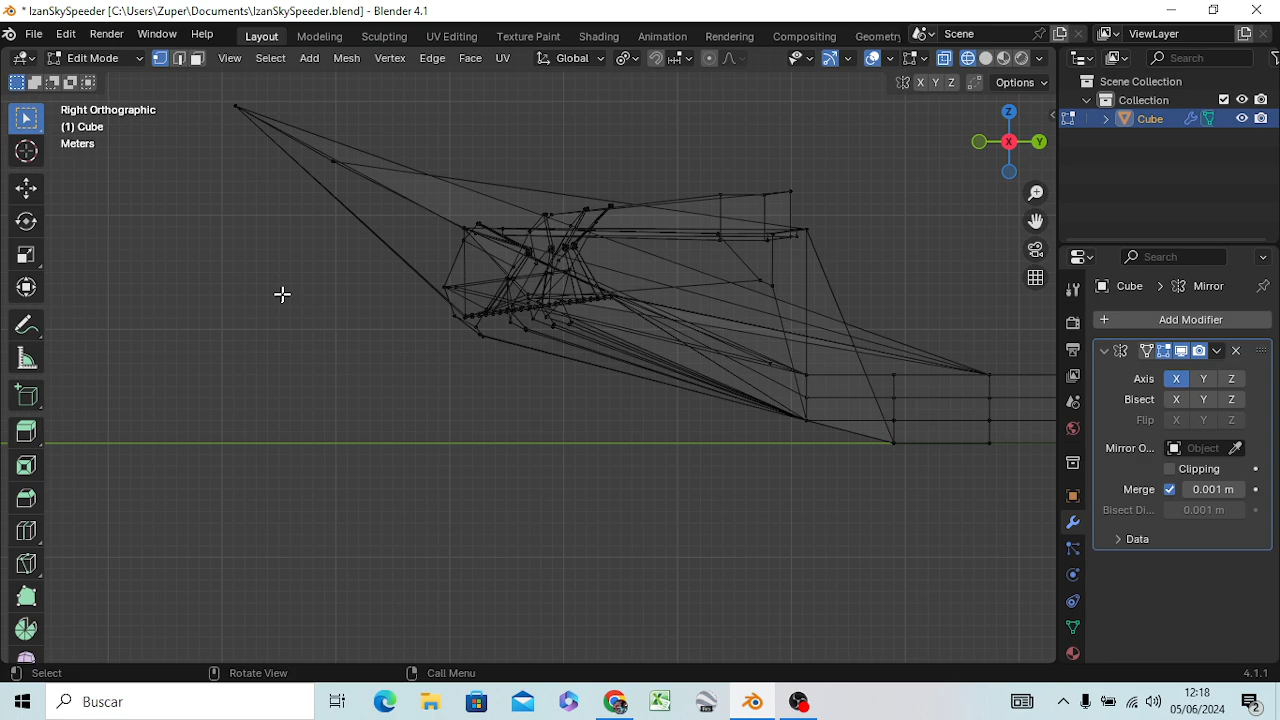 * IzanSkySpeeder [C:\Users\Zuper\Documents\IzanSkySpeeder.blend] - Blender 4.1
File Edit Render Window Help Layout Modeling Sculpting UV Editing Texture Paint Shading Animation Rendering Compositing Geometr Scene ViewLayer
Edit Mode View Select Add Mesh Vertex Edge Face UV Global Search
X Y Z Options
Right Orthographic
(1) Cube
Meters
Z
X Y
Scene Collection
Collection
Cube
Search
Cube Mirror
Add Modifier
Axis X Y Z
Bisect X Y Z
Flip X Y Z
Mirror O... Object
Clipping
Merge 0.001 m
Bisect Di... 0.001 m
Data
Select Rotate View Call Menu 4.1.1
Buscar
12:18
05/06/2024
2